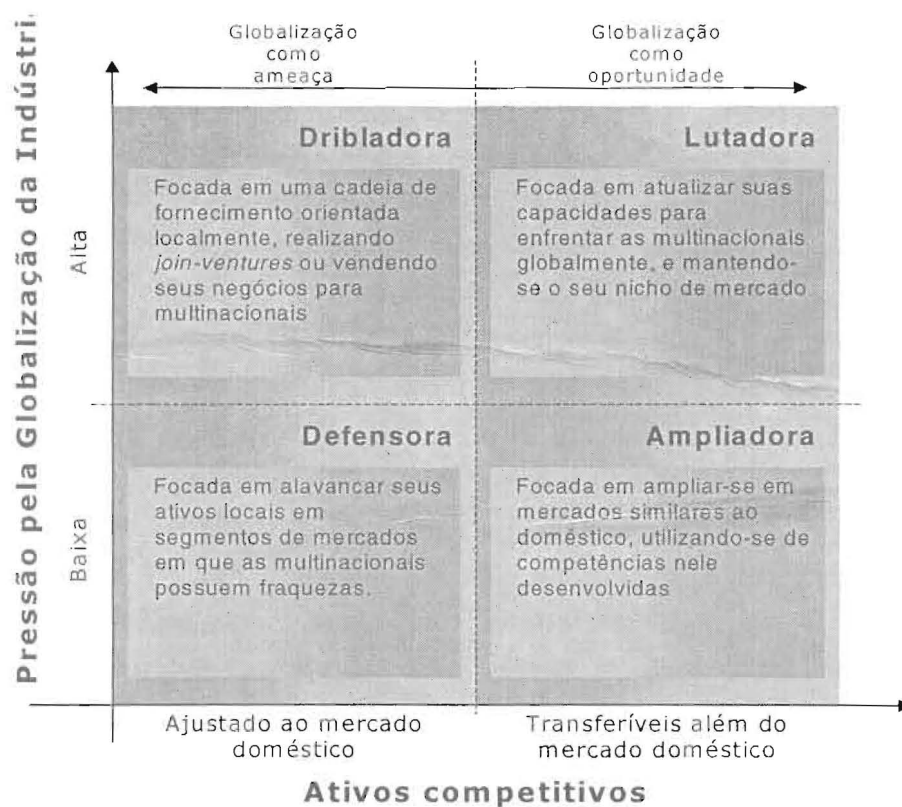 Globalização
como
ameaça
Globalização
como
oportunidade
Pressão pela Globalização da Indústri
Alta
Baixa
Dribladora
Focada em uma cadeia de
fornecimento orientada
localmente, realizando
join-ventures ou vendendo
seus negócios para
multinacionais
Lutadora
Focada em atualizar suas
capacidades para
enfrentar as multinacionais
globalmente, e mantendo-
se o seu nicho de mercado
Defensora
Focada em alavancar seus
ativos locais em
segmentos de mercados
em que as multinacionais
possuem fraquezas.
Ampliadora
Focada em ampliar-se em
mercados similares ao
doméstico, utilizando-se de
competências nele
desenvolvidas
Ajustado ao mercado
doméstico
Transferíveis além do
mercado doméstico
Ativos competitivos